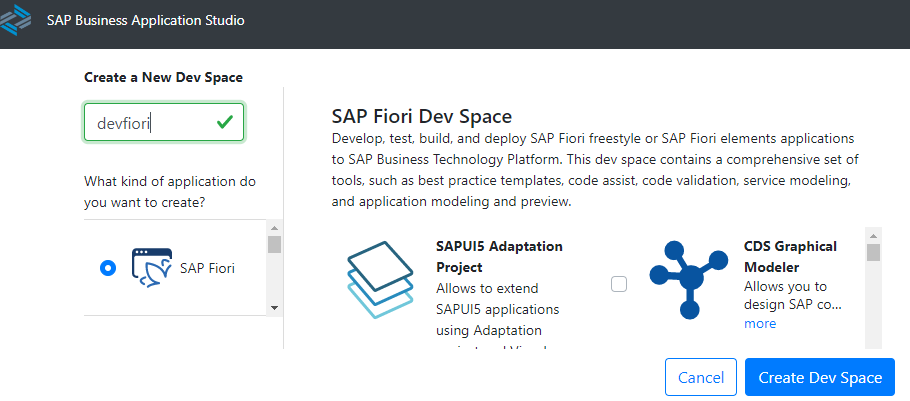 SAP Business Application Studio
Create a New Dev Space
devfiori
What kind of application do
you want to create?
SAP Fiori
SAP Fiori Dev Space
Develop, test, build, and deploy SAP Fiori freestyle or SAP Fiori elements applications
to SAP Business Technology Platform. This dev space contains a comprehensive set of
tools, such as best practice templates, code assist, code validation, service modeling,
and application modeling and preview.
SAPUI5 Adaptation
Project
Allows to extend
SAPUI5 applications
using Adaptation
CDS Graphical
Modeler
Allows you to
design SAP co...
more
Cancel
Create Dev Space